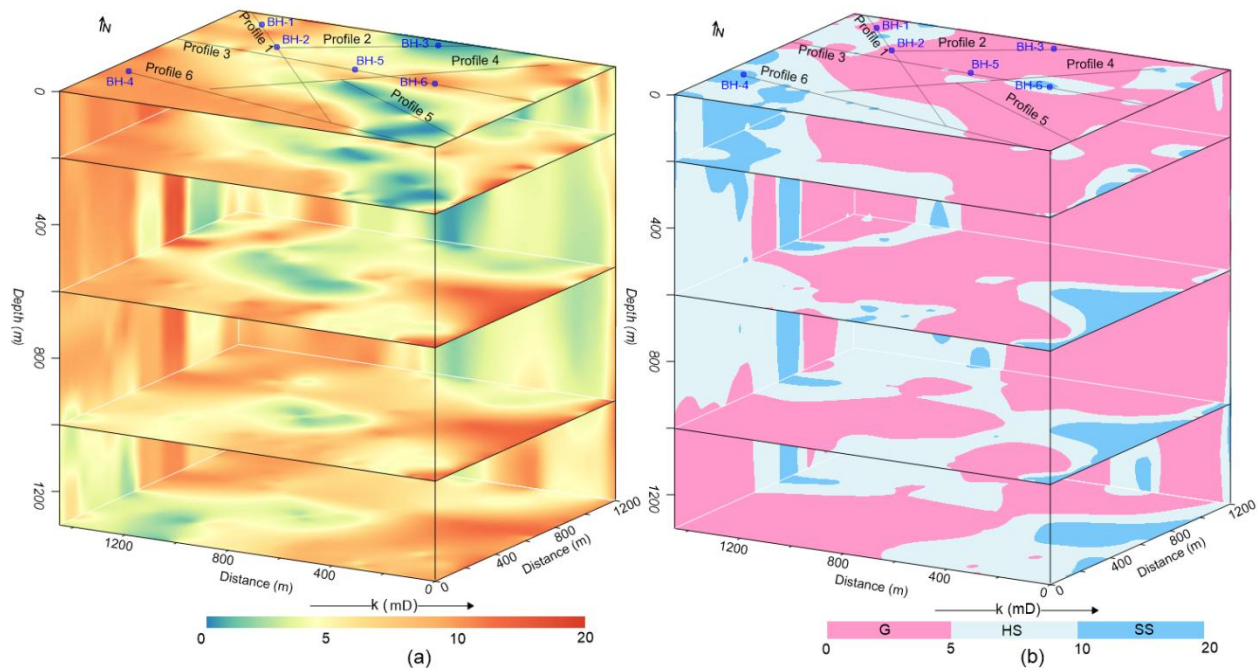 N
BH-1
BH-2
Profile 1
Profile 2
BH-3
Profile 3
Profile 4
BH-5
BH-4
Profile 6
BH-6
Profile 5
0
400
800
1200
Depth (m)
1200
800
400
0
Distance (m)
0
400
800
1200
Distance (m)
k (mD)
0 5 10 20
(a)
N
BH-1
BH-2
Profile 1
Profile 2
BH-3
Profile 3
Profile 4
BH-5
BH-4
Profile 6
BH-6
Profile 5
0
400
800
1200
Depth (m)
1200
800
400
0
Distance (m)
0
400
800
1200
Distance (m)
k (mD)
G HS SS
0 5 10 20
(b)